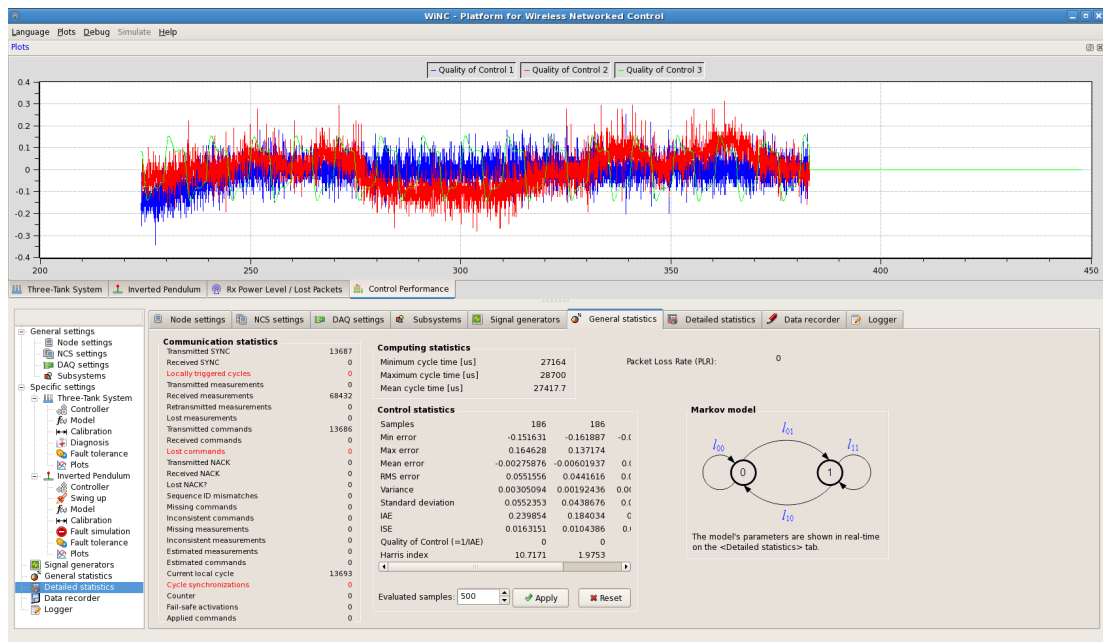 WiNC - Platform for Wireless Networked Control
Language Plots Debug Simulate Help
Plots
Quality of Control 1 Quality of Control 2 Quality of Control 3
0.4
0.3
0.2
0.1
0
-0.1
-0.2
-0.3
-0.4
200 250 300 350 400 450
Three-Tank System Inverted Pendulum Rx Power Level / Lost Packets Control Performance
General settings
Node settings
NCS settings
DAQ settings
Subsystems
Specific settings
Three-Tank System
Controller
f(x) Model
Calibration
Diagnosis
Fault tolerance
Plots
Inverted Pendulum
Controller
Swing up
f(x) Model
Calibration
Fault simulation
Fault tolerance
Plots
Signal generators
General statistics
Detailed statistics
Data recorder
Logger
Node settings NCS settings DAQ settings Subsystems Signal generators General statistics Detailed statistics Data recorder Logger
Communication statistics
Transmitted SYNC 13687
Received SYNC 0
Locally triggered cycles 0
Transmitted measurements 0
Received measurements 68432
Retransmitted measurements 0
Lost measurements 0
Transmitted commands 13686
Received commands 0
Lost commands 0
Transmitted NACK 0
Received NACK 0
Lost NACK? 0
Sequence ID mismatches 0
Missing commands 0
Inconsistent commands 0
Missing measurements 0
Inconsistent measurements 0
Estimated measurements 0
Estimated commands 0
Current local cycle 13693
Cycle synchronizations 0
Counter 0
Fail-safe activations 0
Applied commands 0
Computing statistics
Minimum cycle time [us] 27164
Maximum cycle time [us] 28700
Mean cycle time [us] 27417.7
Packet Loss Rate (PLR): 0
Control statistics
Samples 186 186
Min error -0.151631 -0.161887 -0.(
Max error 0.164628 0.137174
Mean error -0.00275876 -0.00601937 0.(
RMS error 0.0551556 0.0441616 0.(
Variance 0.00305094 0.00192436 0.00
Standard deviation 0.0552353 0.0438676 0.(
IAE 0.239854 0.184034 0
ISE 0.0163151 0.0104386 0.
Quality of Control (=1/IAE) 0 0
Harris index 10.7171 1.9753
Evaluated samples: 500 Apply Reset
Markov model
l01
l00 l11
0 1
l10
The model's parameters are shown in real-time
on the <Detailed statistics> tab.